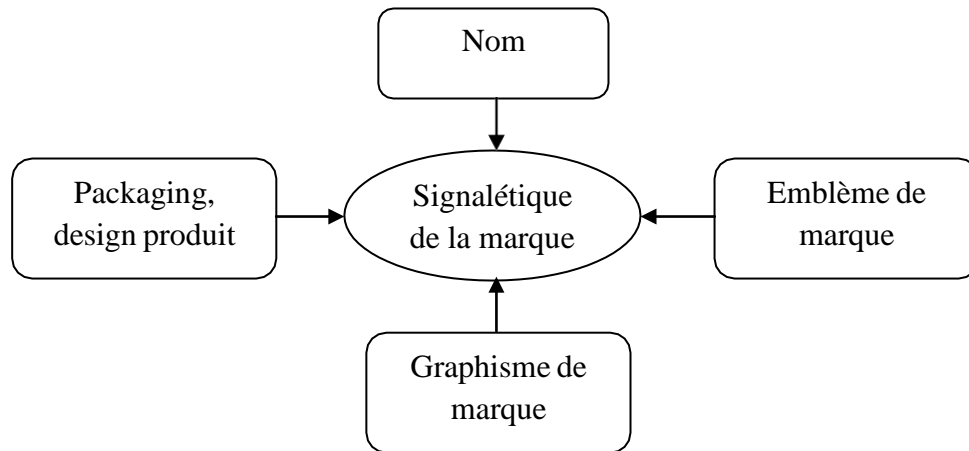 Nom
Packaging,
design produit
Signalétique
de la marque
Emblème de
marque
Graphisme de
marque